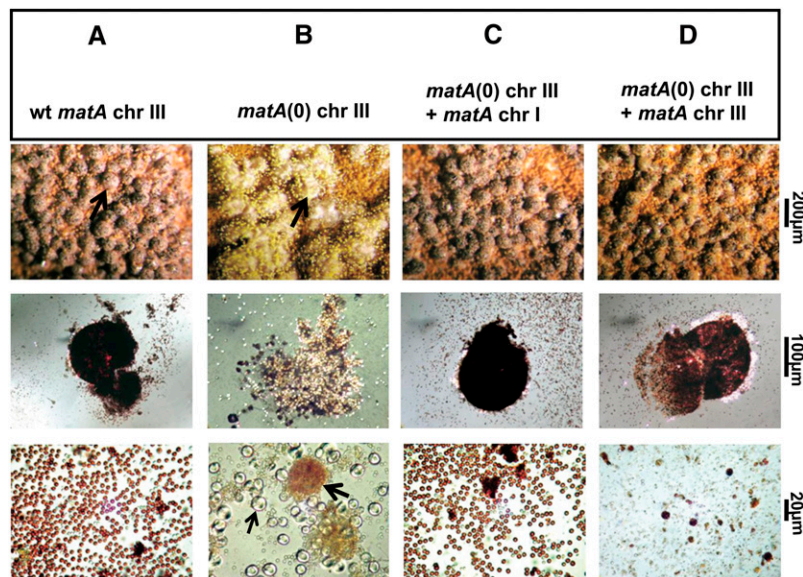 A
B
C
D
wt matA chr III
matA(0) chr III
matA(0) chr III
+ matA chr I
matA(0) chr III
+ matA chr III
200µm
100µm
20µm